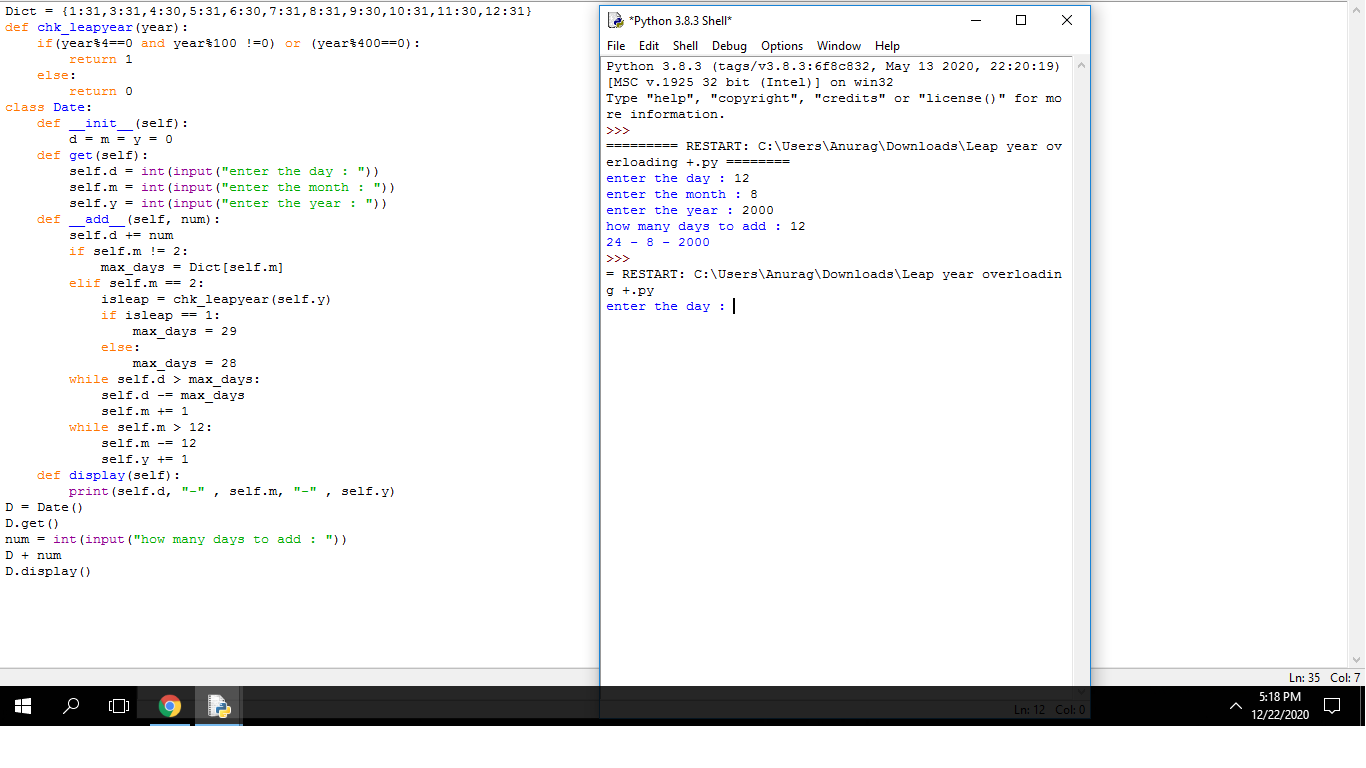 Dict = {1:31,3:31,4:30,5:31,6:30,7:31,8:31,9:30,10:31,11:30,12:31}
def chk_leapyear(year):
    if(year%4==0 and year%100 !=0) or (year%400==0):
        return 1
    else:
        return 0
class Date:
    def __init__(self):
        d = m = y = 0
    def get(self):
        self.d = int(input("enter the day : "))
        self.m = int(input("enter the month : "))
        self.y = int(input("enter the year : "))
    def __add__(self, num):
        self.d += num
        if self.m != 2:
            max_days = Dict[self.m]
        elif self.m == 2:
            isleap = chk_leapyear(self.y)
            if isleap == 1:
                max_days = 29
            else:
                max_days = 28
        while self.d > max_days:
            self.d -= max_days
            self.m += 1
        while self.m > 12:
            self.m -= 12
            self.y += 1
    def display(self):
        print(self.d, "-" , self.m, "-" , self.y)
D = Date()
D.get()
num = int(input("how many days to add : "))
D + num
D.display()
*Python 3.8.3 Shell*
File Edit Shell Debug Options Window Help
Python 3.8.3 (tags/v3.8.3:6f8c832, May 13 2020, 22:20:19)
[MSC v.1925 32 bit (Intel)] on win32
Type "help", "copyright", "credits" or "license()" for mo
re information.
>>>
========= RESTART: C:\Users\Anurag\Downloads\Leap year ov
erloading +.py ========
enter the day : 12
enter the month : 8
enter the year : 2000
how many days to add : 12
24 - 8 - 2000
>>>
= RESTART: C:\Users\Anurag\Downloads\Leap year overloadin
g +.py
enter the day :
Ln: 12 Col: 0
Ln: 35 Col: 7
5:18 PM
12/22/2020